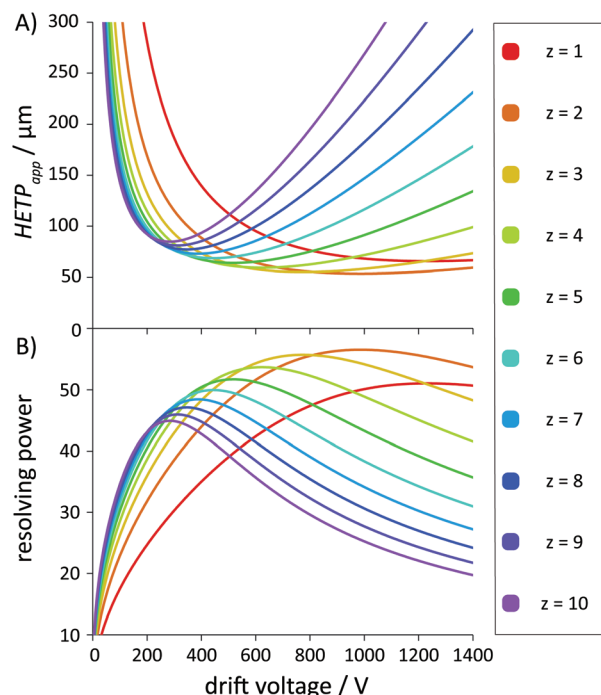 A)
HETPapp / μm
300
250
200
150
100
50
0
B)
resolving power
50
40
30
20
10
0 200 400 600 800 1000 1200 1400
drift voltage / V
z = 1
z = 2
z = 3
z = 4
z = 5
z = 6
z = 7
z = 8
z = 9
z = 10